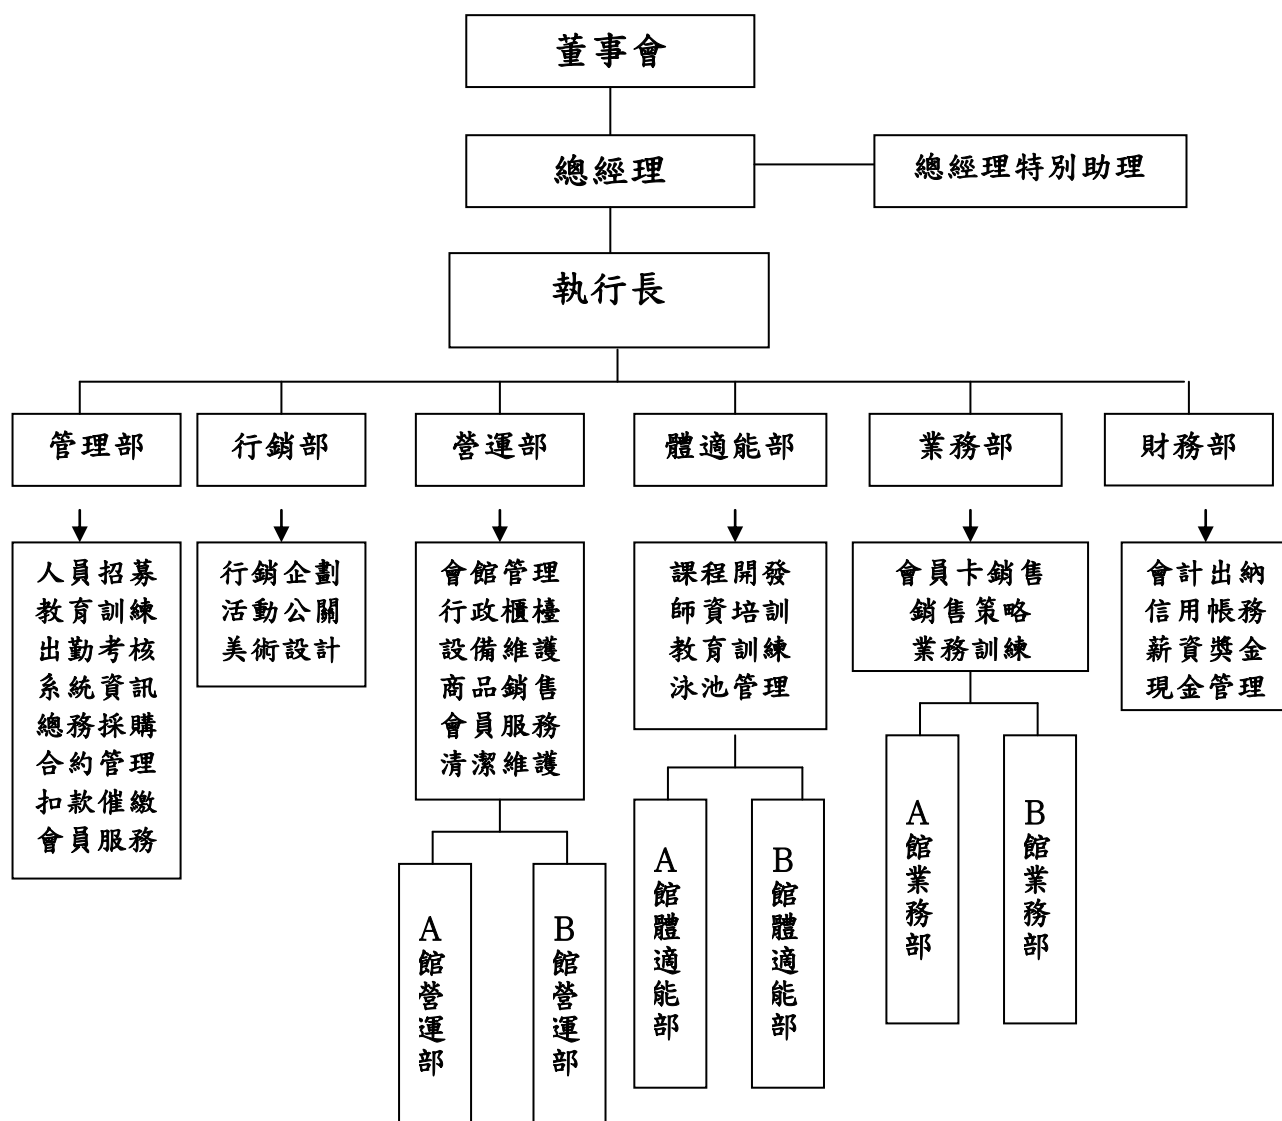 董事會
總經理
總經理特別助理
執行長
管理部
行銷部
營運部
體適能部
業務部
財務部
人員招募
教育訓練
出勤考核
系統資訊
總務採購
合約管理
扣款催繳
會員服務
行銷企劃
活動公關
美術設計
會館管理
行政櫃檯
設備維護
商品銷售
會員服務
清潔維護
課程開發
師資培訓
教育訓練
泳池管理
會員卡銷售
銷售策略
業務訓練
會計出納
信用帳務
薪資獎金
現金管理
A館營運部
B館營運部
A館體適能部
B館體適能部
A館業務部
B館業務部